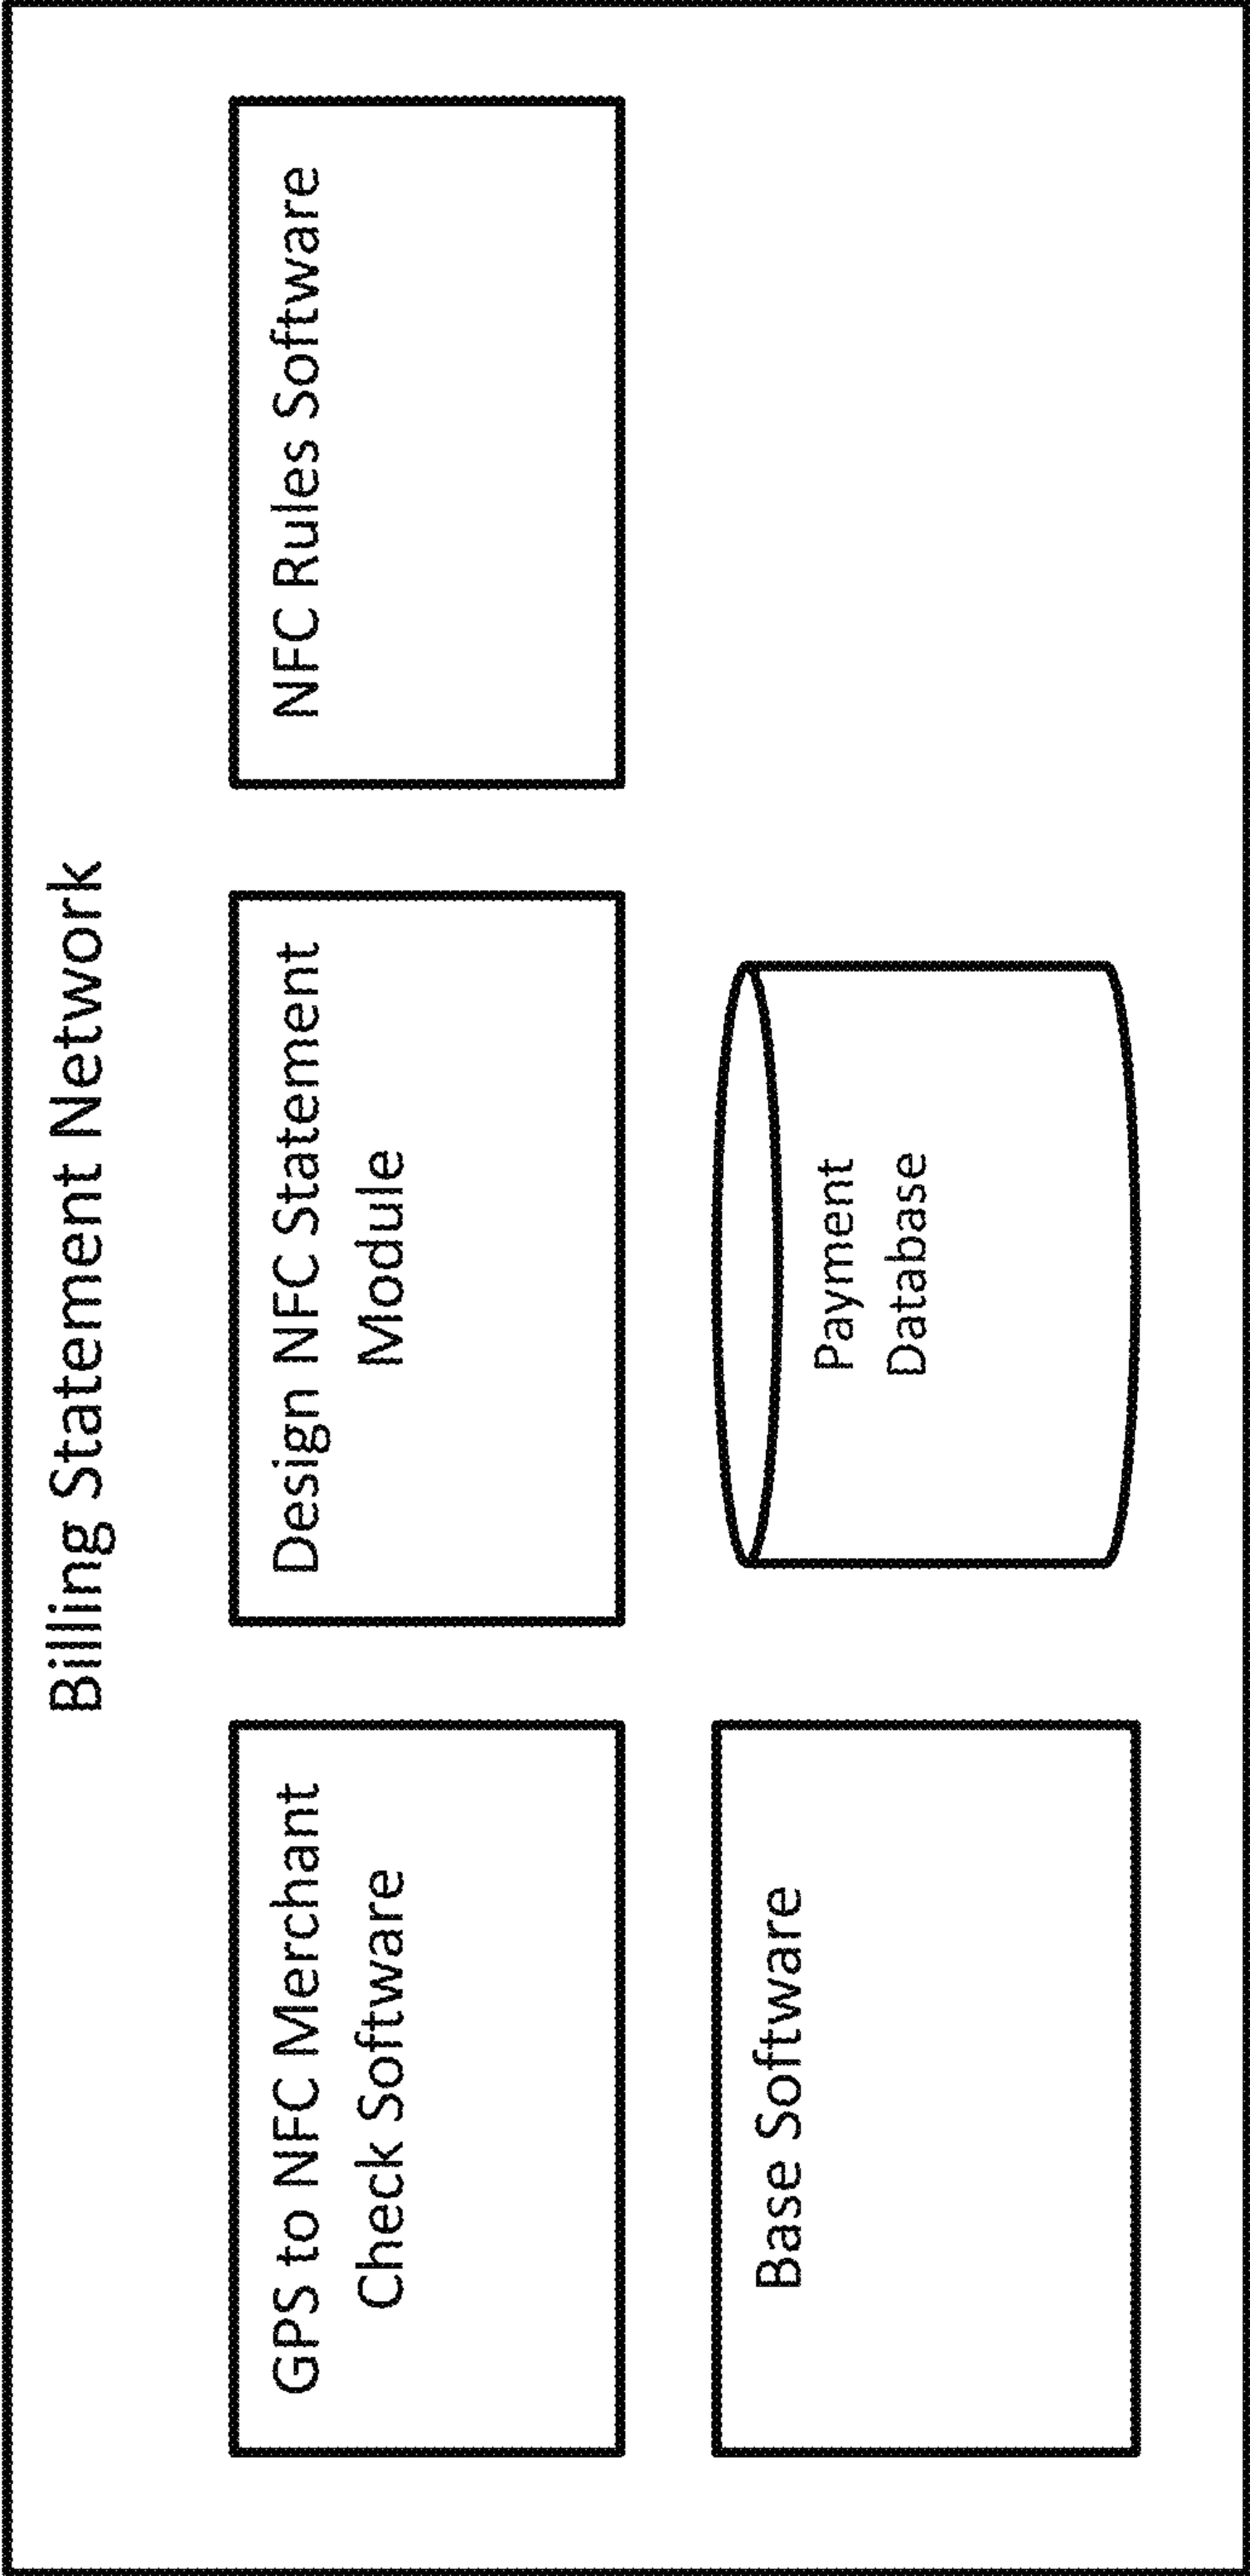 Billing Statement Network
GPS to NFC Merchant
Check Software
Design NFC Statement
Module
NFC Rules Software
Base Software
Payment
Database